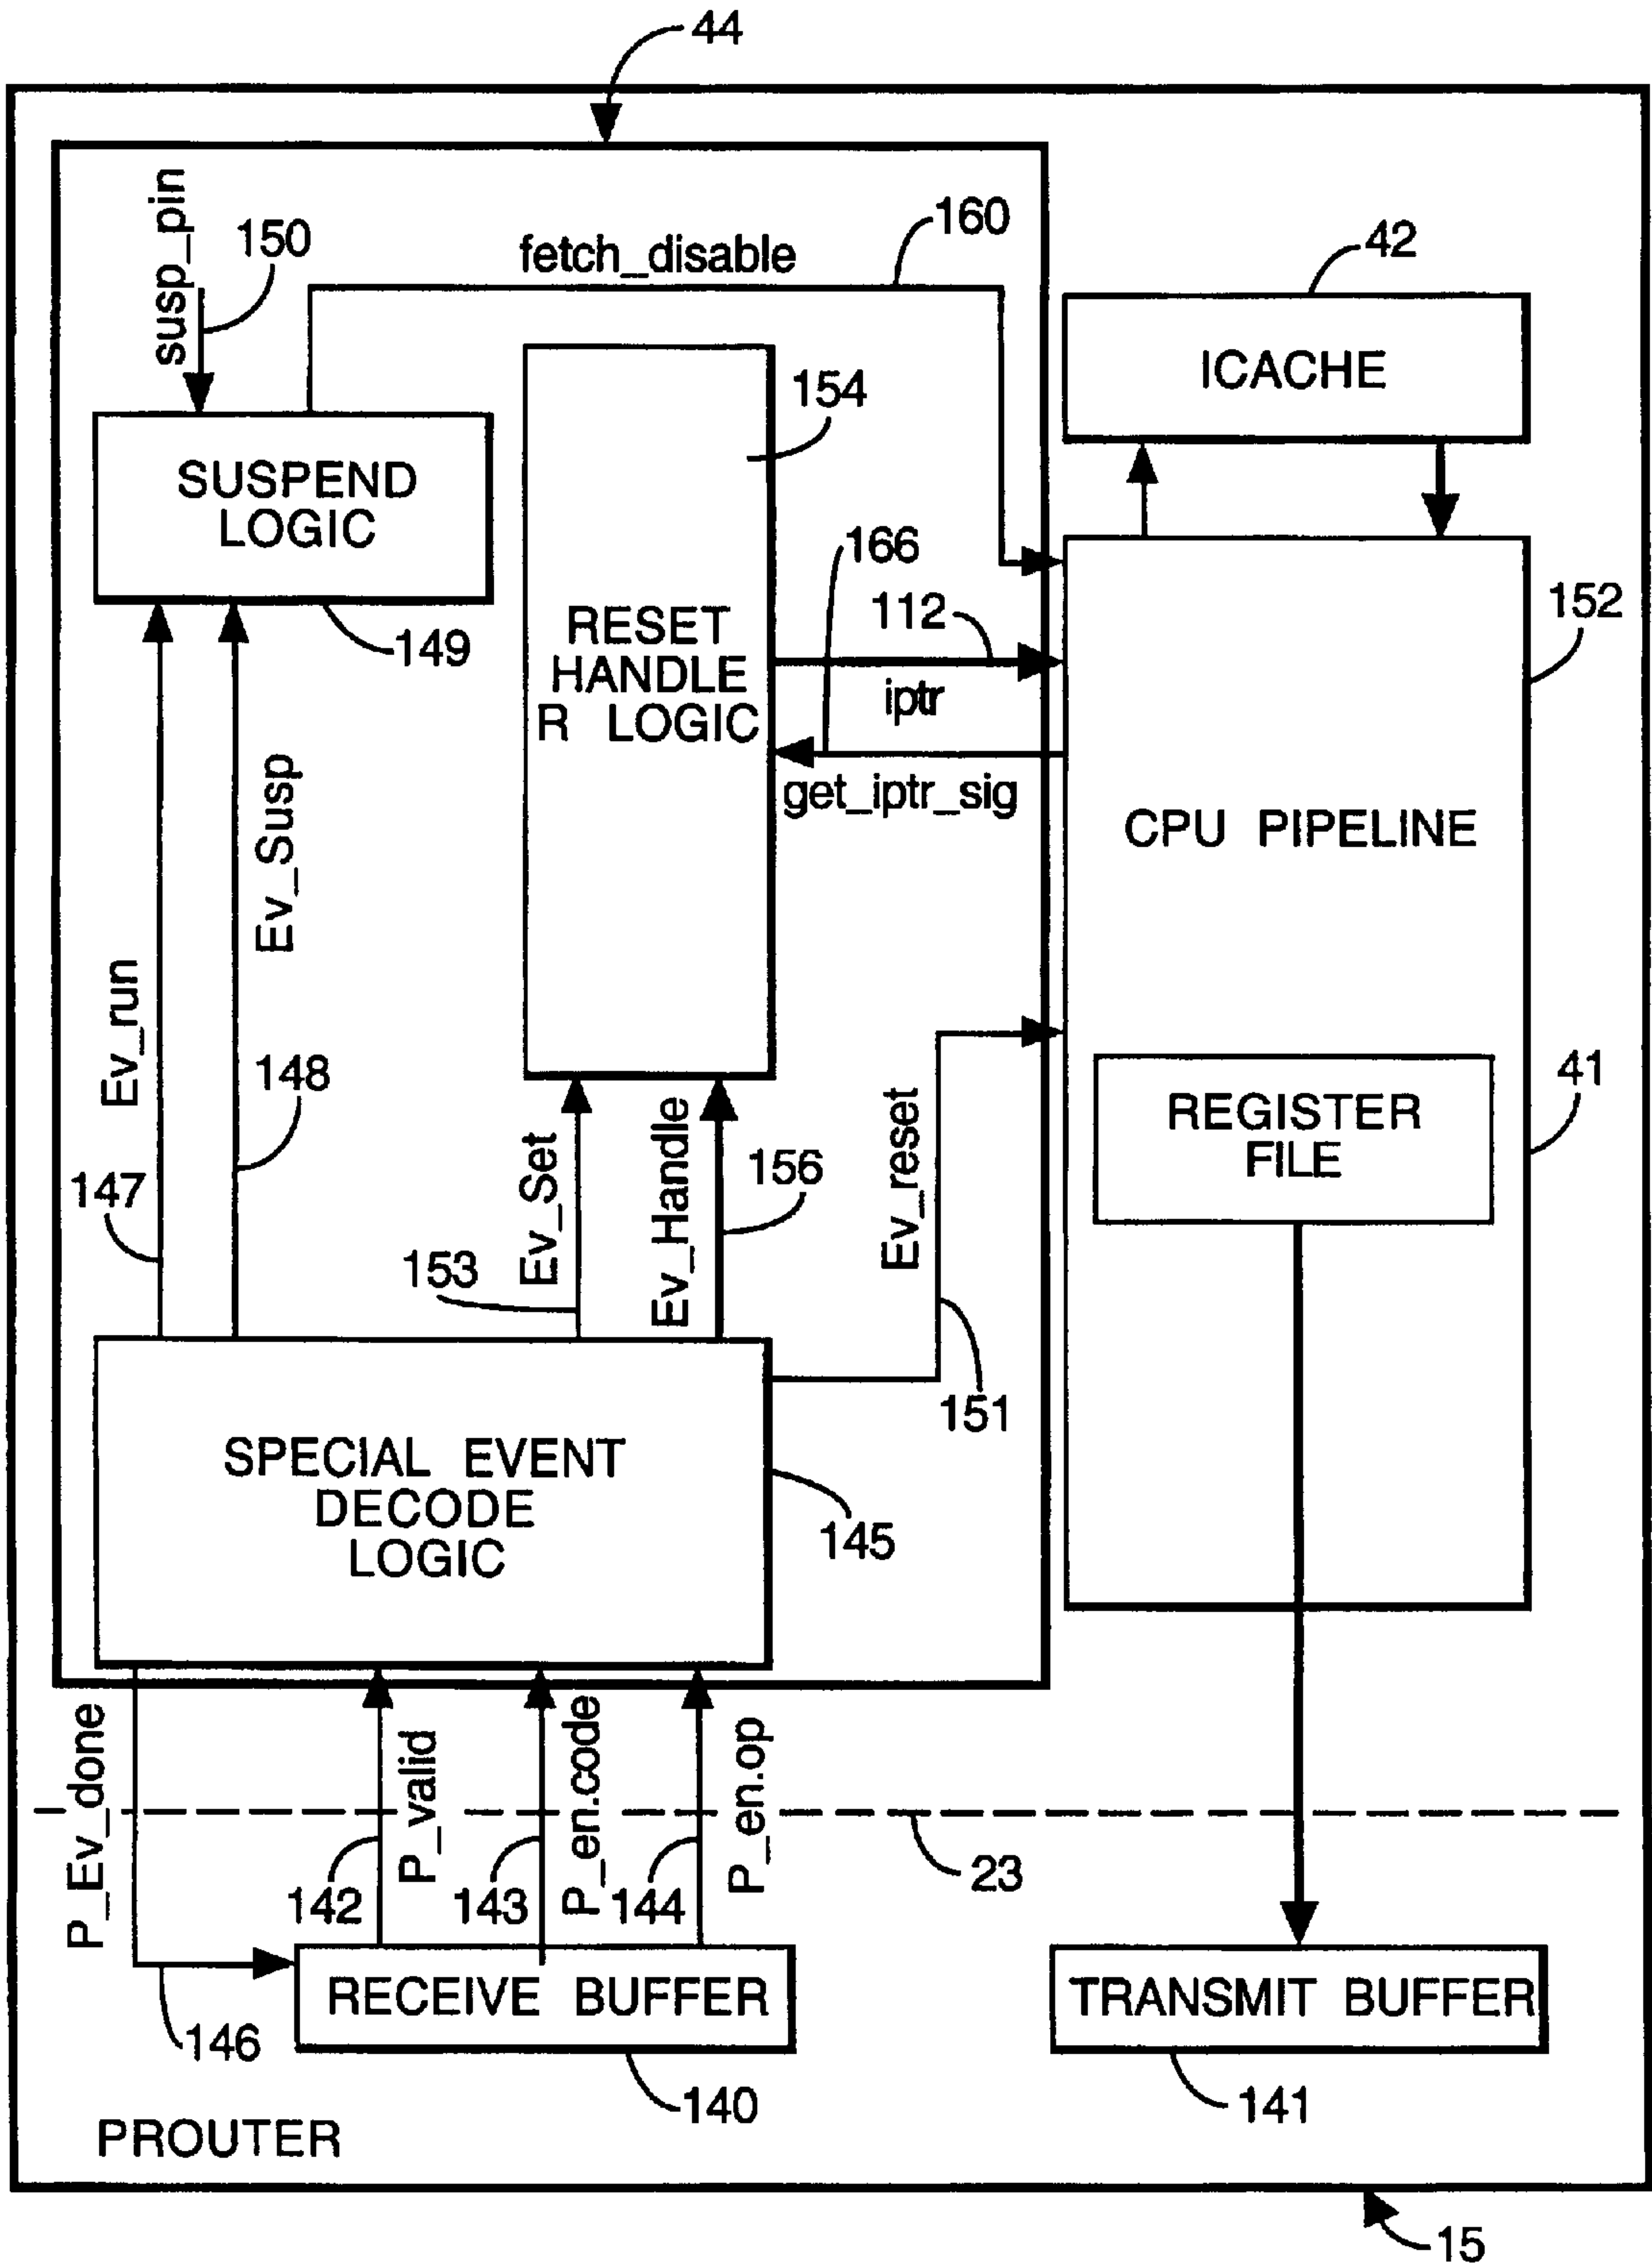 44
susp_pin
150
fetch_disable
160
42
ICACHE
154
SUSPEND
LOGIC
149
166
112
iptr
get_iptr_sig
RESET
HANDLE
R LOGIC
152
CPU PIPELINE
Ev_run
Ev_Susp
148
147
153
Ev_Set
Ev_Handle
156
Ev_reset
151
41
REGISTER
FILE
SPECIAL EVENT
DECODE
LOGIC
145
P_Ev_done
P_valid
P_en.code
P_en.op
142
143
144
23
146
RECEIVE BUFFER
140
TRANSMIT BUFFER
141
PROUTER
15